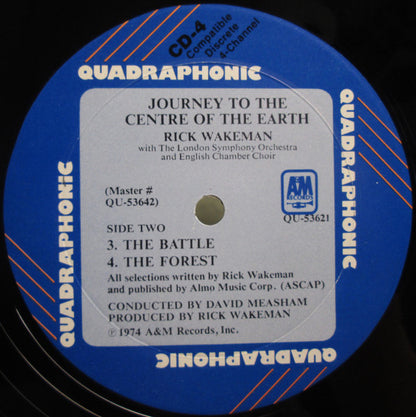 CD-4
Compatible
Discrete
4-Channel
QUADRAPHONIC
JOURNEY TO THE
CENTRE OF THE EARTH
RICK WAKEMAN
with The London Symphony Orchestra
and English Chamber Choir
(Master #
QU-53642)
A&M
RECORDS
QU-53621
SIDE TWO
3. THE BATTLE
4. THE FOREST
All selections written by Rick Wakeman
and published by Almo Music Corp. (ASCAP)
CONDUCTED BY DAVID MEASHAM
PRODUCED BY RICK WAKEMAN
℗1974 A&M Records, Inc.
QUADRAPHONIC
QUADRAPHONIC
QUADRAPHONIC
QUADRAPHONIC